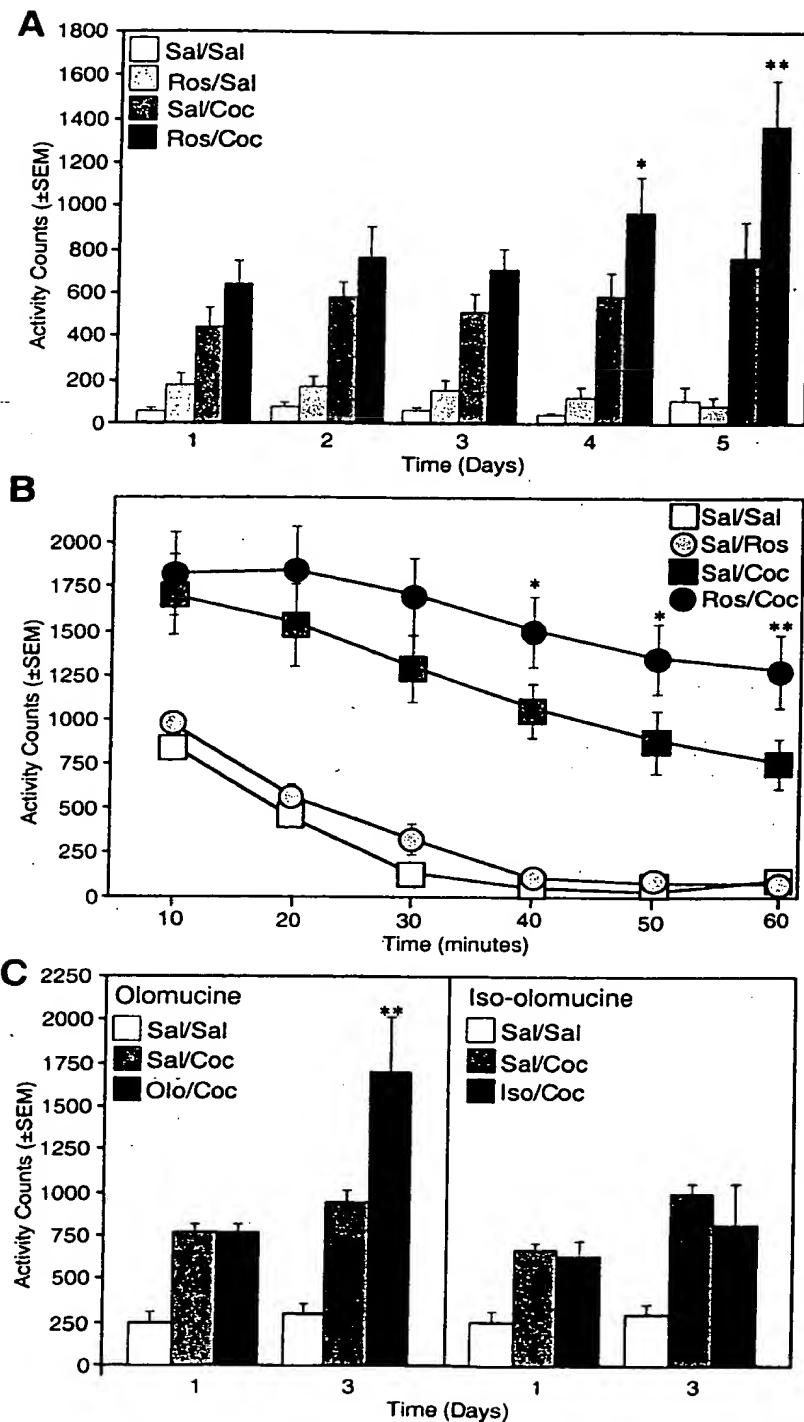 A
Activity Counts (±SEM)
1800
1600
1400
1200
1000
800
600
400
200
0
Sal/Sal
Ros/Sal
Sal/Coc
Ros/Coc
*
**
1 2 3 4 5
Time (Days)
B
Activity Counts (±SEM)
2000
1750
1500
1250
1000
750
500
250
0
Sal/Sal
Sal/Ros
Sal/Coc
Ros/Coc
* * **
10 20 30 40 50 60
Time (minutes)
C
Activity Counts (±SEM)
2250
2000
1750
1500
1250
1000
750
500
250
0
Olomucine
Sal/Sal
Sal/Coc
Olo/Coc
**
Iso-olomucine
Sal/Sal
Sal/Coc
Iso/Coc
1 3 1 3
Time (Days)